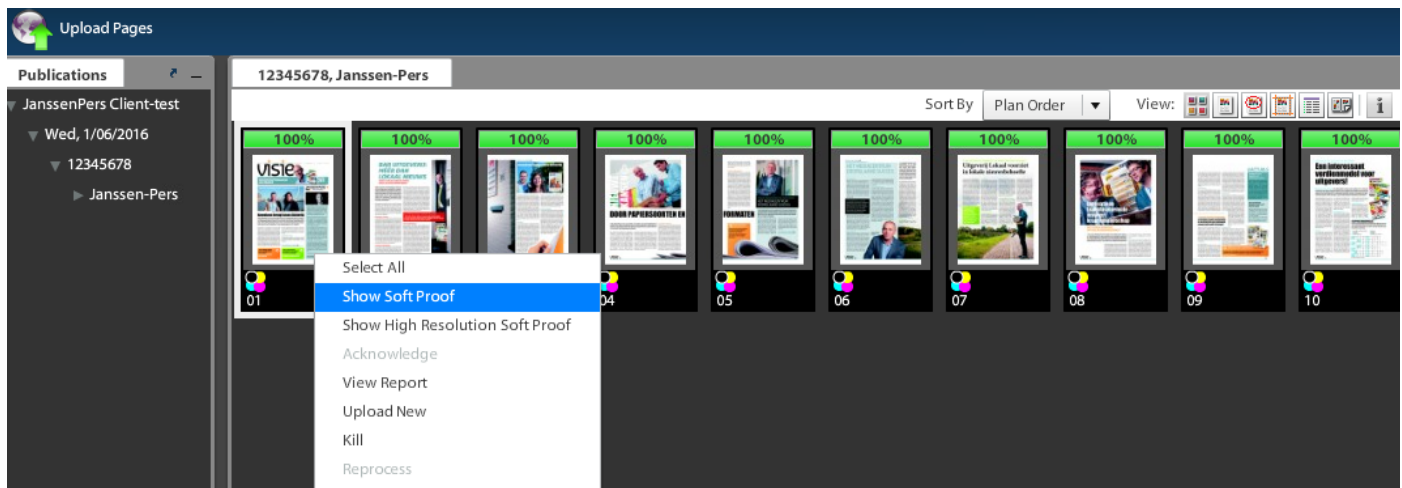 Upload Pages
Publications
12345678, Janssen-Pers
JanssenPers Client-test
Sort By Plan Order View:
Wed, 1/06/2016
12345678
Janssen-Pers
100% 100% 100% 100% 100% 100% 100% 100% 100% 100%
VISIE
DOOR PAPIERSOORTEN EN FORMATEN
Uitgeverij Lokaal voorziet
in lokale nieuwsbehoefte
Een interessant
verdienmodel voor
uitgevers!
01 04 05 06 07 08 09 10
Select All
Show Soft Proof
Show High Resolution Soft Proof
Acknowledge
View Report
Upload New
Kill
Reprocess